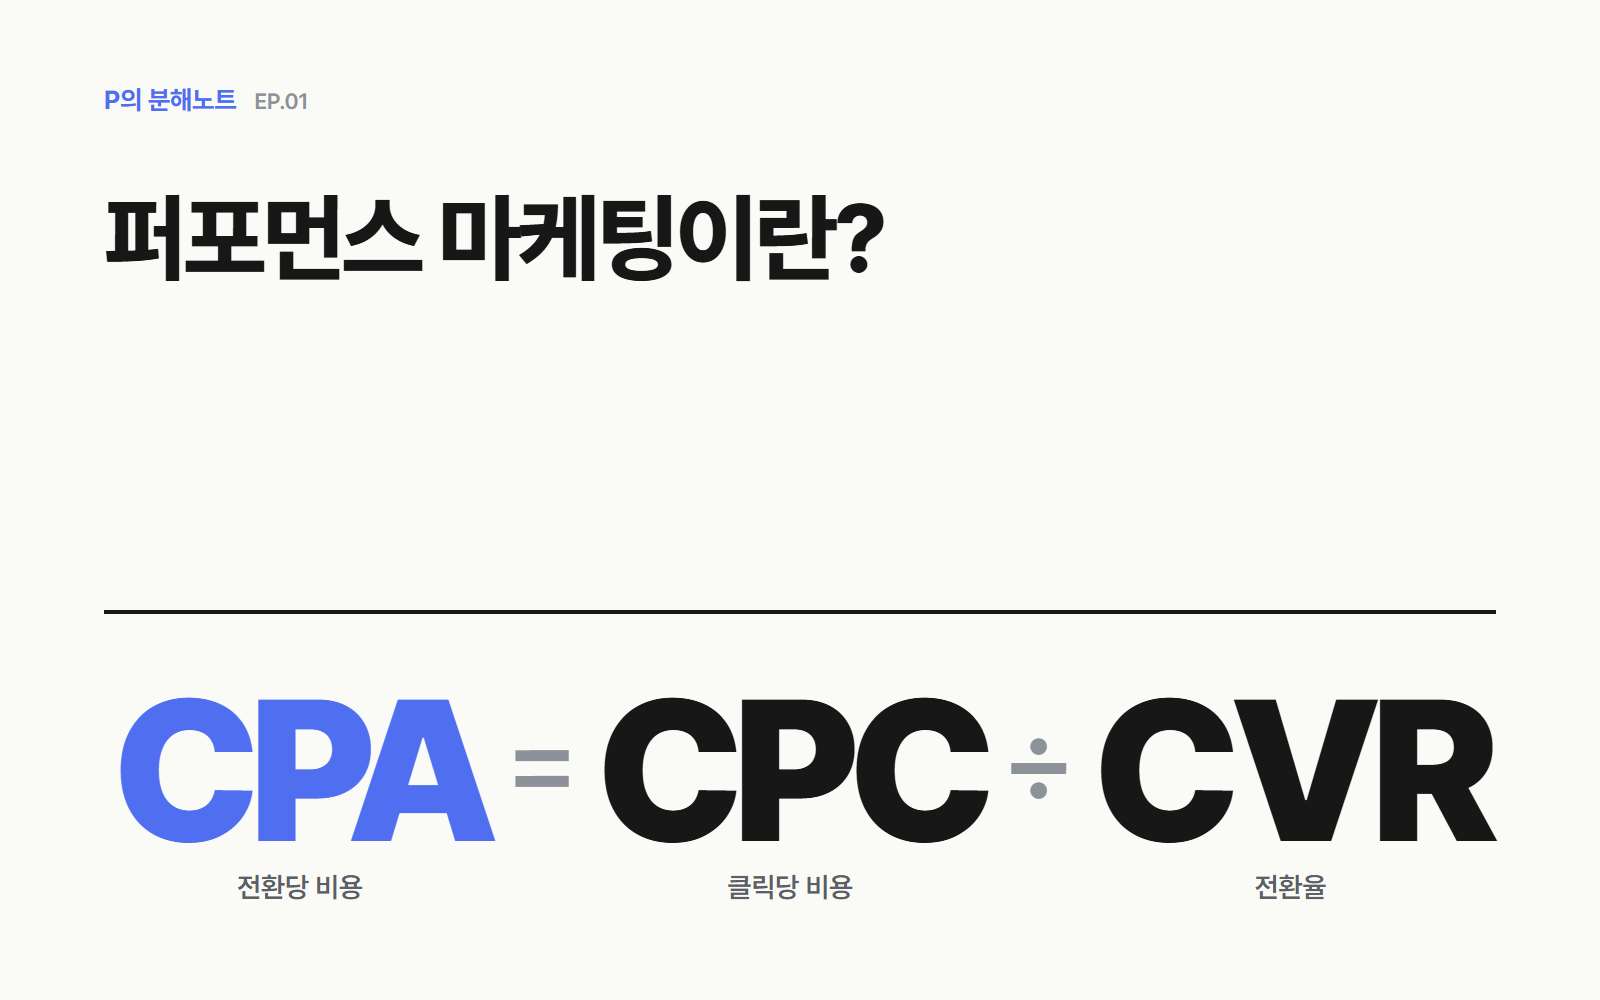 P의 분해노트 EP.01
퍼포먼스 마케팅이란?
CPA = CPC ÷ CVR
전환당 비용 클릭당 비용 전환율